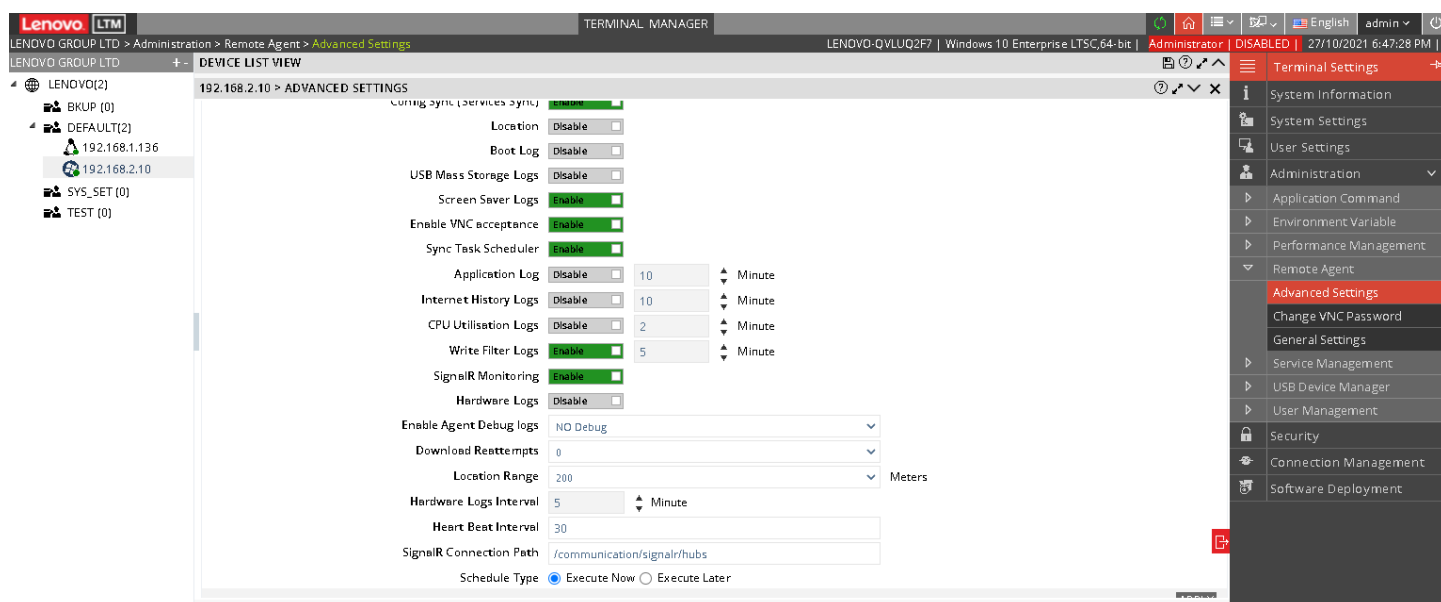 Lenovo LTM TERMINAL MANAGER English admin
LENOVO GROUP LTD > Administration > Remote Agent > Advanced Settings LENOVO-QVLUQ2F7 | Windows 10 Enterprise LTSC,64-bit | Administrator | DISABLED | 27/10/2021 6:47:28 PM |
LENOVO GROUP LTD + -
LENOVO(2)
BKUP (0)
DEFAULT(2)
192.168.1.136
192.168.2.10
SYS_SET (0)
TEST (0)
DEVICE LIST VIEW
192.168.2.10 > ADVANCED SETTINGS
Config Sync (Services Sync) Enable
Location Disable
Boot Log Disable
USB Mass Storage Logs Disable
Screen Saver Logs Enable
Enable VNC acceptance Enable
Sync Task Scheduler Enable
Application Log Disable 10 Minute
Internet History Logs Disable 10 Minute
CPU Utilisation Logs Disable 2 Minute
Write Filter Logs Enable 5 Minute
SignalR Monitoring Enable
Hardware Logs Disable
Enable Agent Debug logs NO Debug
Download Reattempts 0
Location Range 200 Meters
Hardware Logs Interval 5 Minute
Heart Beat Interval 30
SignalR Connection Path /communication/signalr/hubs
Schedule Type Execute Now Execute Later
APPLY
Terminal Settings
System Information
System Settings
User Settings
Administration
Application Command
Environment Variable
Performance Management
Remote Agent
Advanced Settings
Change VNC Password
General Settings
Service Management
USB Device Manager
User Management
Security
Connection Management
Software Deployment